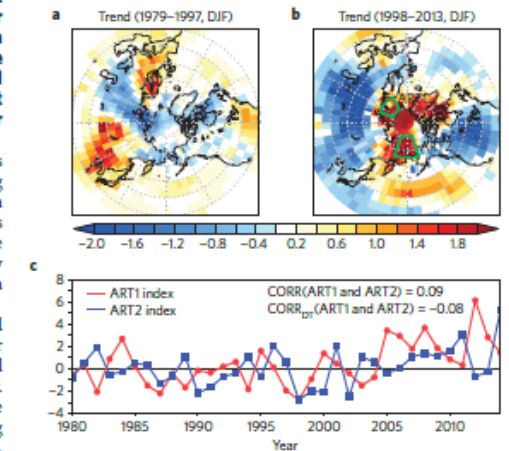 a Trend (1979–1997, DJF)
b Trend (1998–2013, DJF)
−2.0 −1.6 −1.2 −0.8 −0.4 0.2 0.6 1.0 1.4 1.8
c
ART1 index
ART2 index
CORR(ART1 and ART2) = 0.09
CORR_DT(ART1 and ART2) = −0.08
8
6
4
2
0
−2
−4
1980 1985 1990 1995 2000 2005 2010
Year